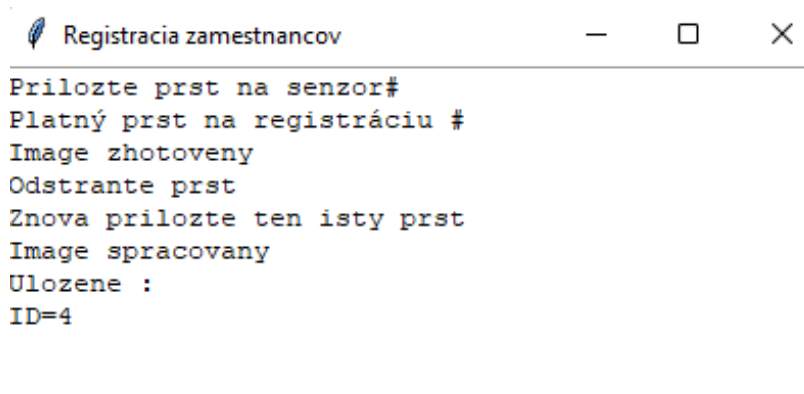 Registracia zamestnancov
Prilozte prst na senzor#
Platný prst na registráciu #
Image zhotoveny
Odstrante prst
Znova prilozte ten isty prst
Image spracovany
Ulozene :
ID=4